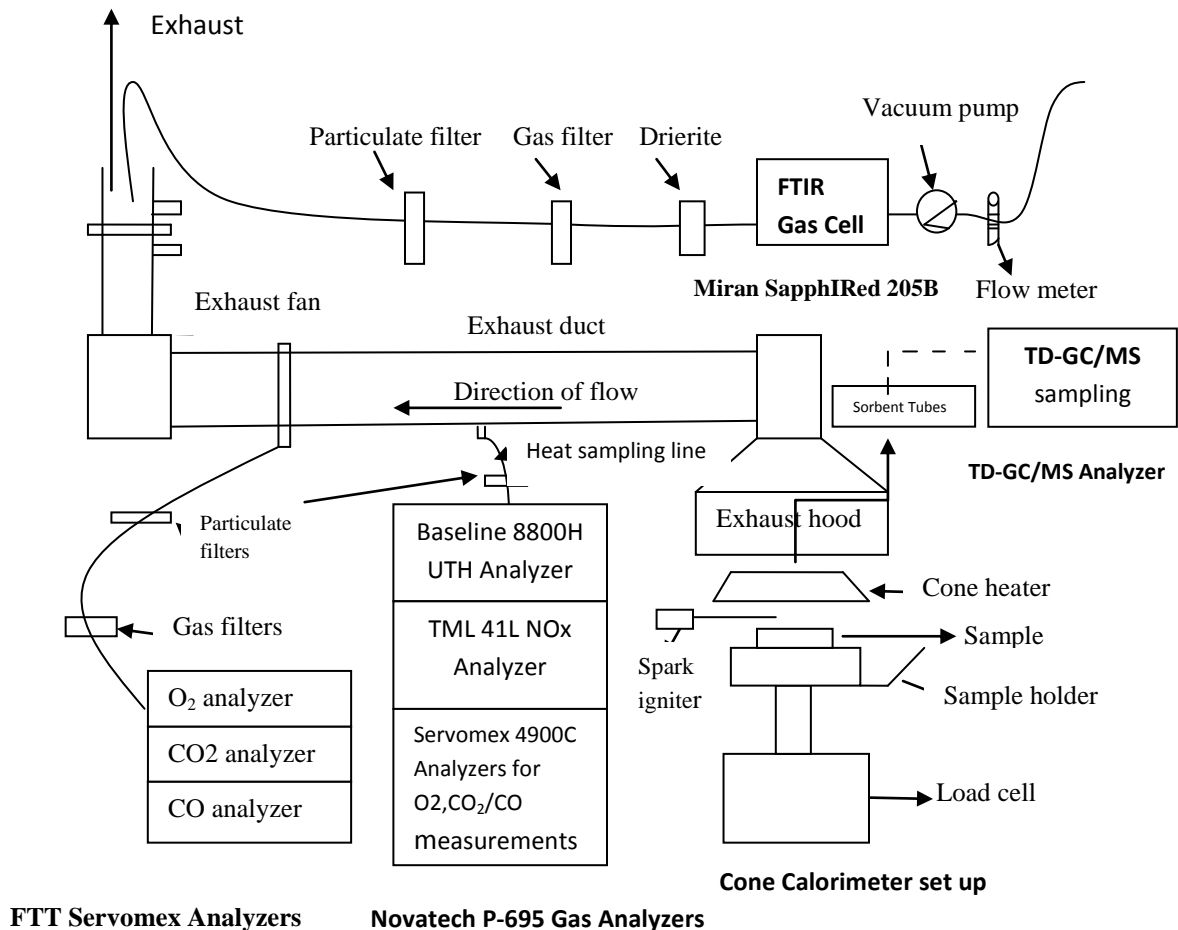 Exhaust
Vacuum pump
Particulate filter
Gas filter
Drierite
FTIR
Gas Cell
Miran SapphIRed 205B
Flow meter
Exhaust fan
Exhaust duct
TD-GC/MS
sampling
Direction of flow
Sorbent Tubes
Heat sampling line
TD-GC/MS Analyzer
Particulate
filters
Baseline 8800H
UTH Analyzer
Exhaust hood
Cone heater
Gas filters
TML 41L NOx
Analyzer
Sample
Spark
igniter
Sample holder
O₂ analyzer
CO2 analyzer
CO analyzer
Servomex 4900C
Analyzers for
O2,CO₂/CO
measurements
Load cell
Cone Calorimeter set up
FTT Servomex Analyzers
Novatech P-695 Gas Analyzers